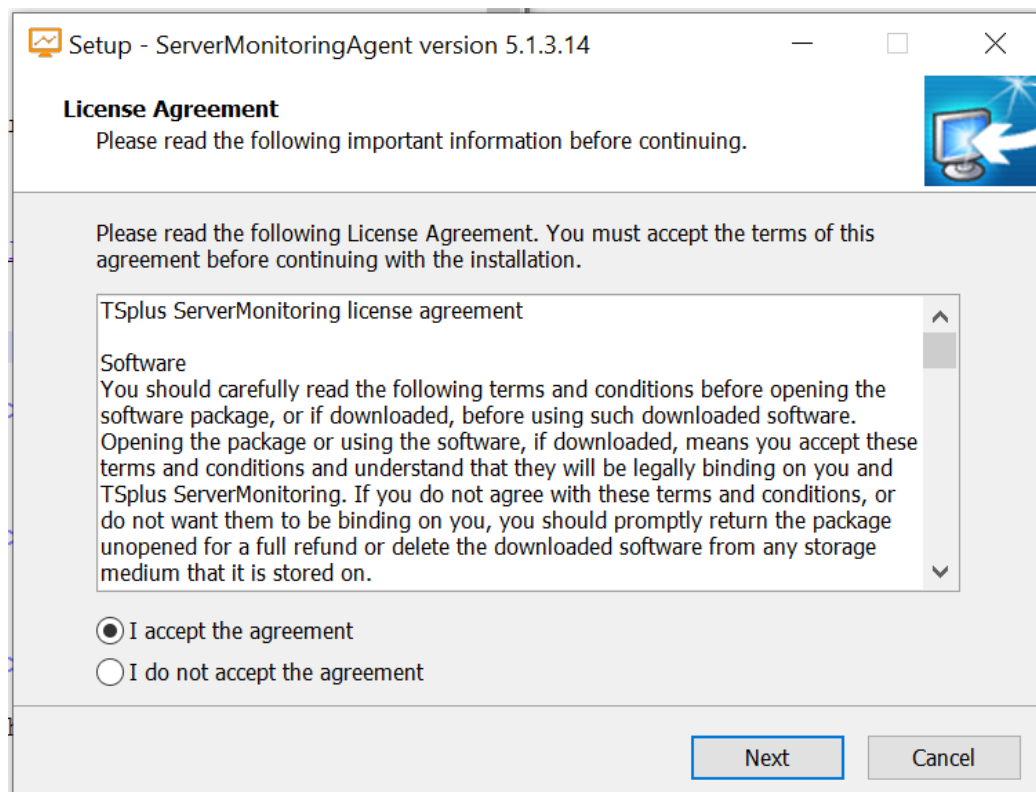 Setup - ServerMonitoringAgent version 5.1.3.14
License Agreement
Please read the following important information before continuing.
Please read the following License Agreement. You must accept the terms of this
agreement before continuing with the installation.
TSplus ServerMonitoring license agreement
Software
You should carefully read the following terms and conditions before opening the
software package, or if downloaded, before using such downloaded software.
Opening the package or using the software, if downloaded, means you accept these
terms and conditions and understand that they will be legally binding on you and
TSplus ServerMonitoring. If you do not agree with these terms and conditions, or
do not want them to be binding on you, you should promptly return the package
unopened for a full refund or delete the downloaded software from any storage
medium that it is stored on.
I accept the agreement
I do not accept the agreement
Next
Cancel